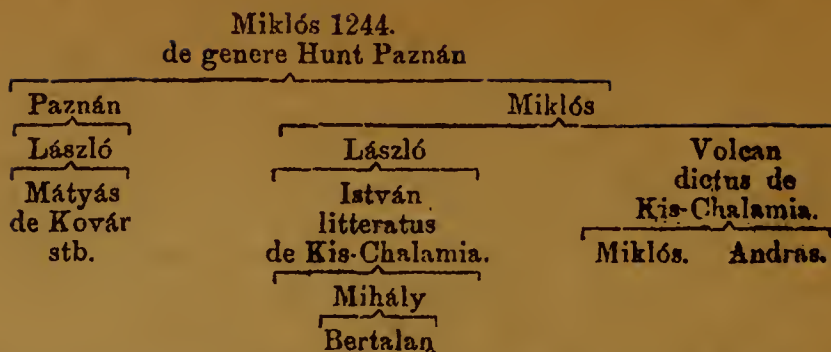 Miklós 1244.
de genere Hunt Paznán
Paznán Miklós
László László Volcan
dictus de
Kis-Chalamia.
Mátyás
de Kovár
stb.
István
litteratus
de Kis-Chalamia.
Miklós. Andras.
Mihály
Bertalan